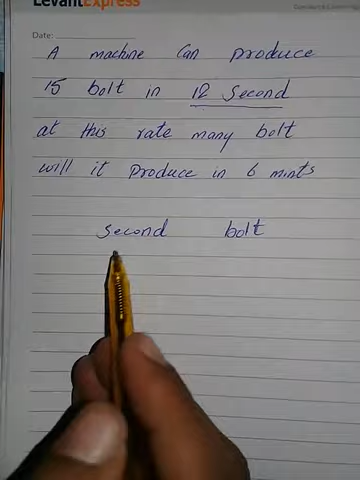 LevantExpress
Date:
A machine Can produce
15 bolt in 12 Second
at this rate many bolt
will it produce in 6 mints
second bolt